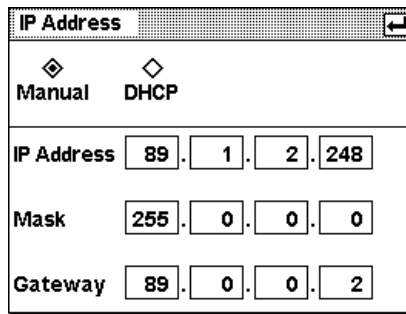 IP Address
Manual DHCP
IP Address 89 . 1 . 2 . 248
Mask 255 . 0 . 0 . 0
Gateway 89 . 0 . 0 . 2